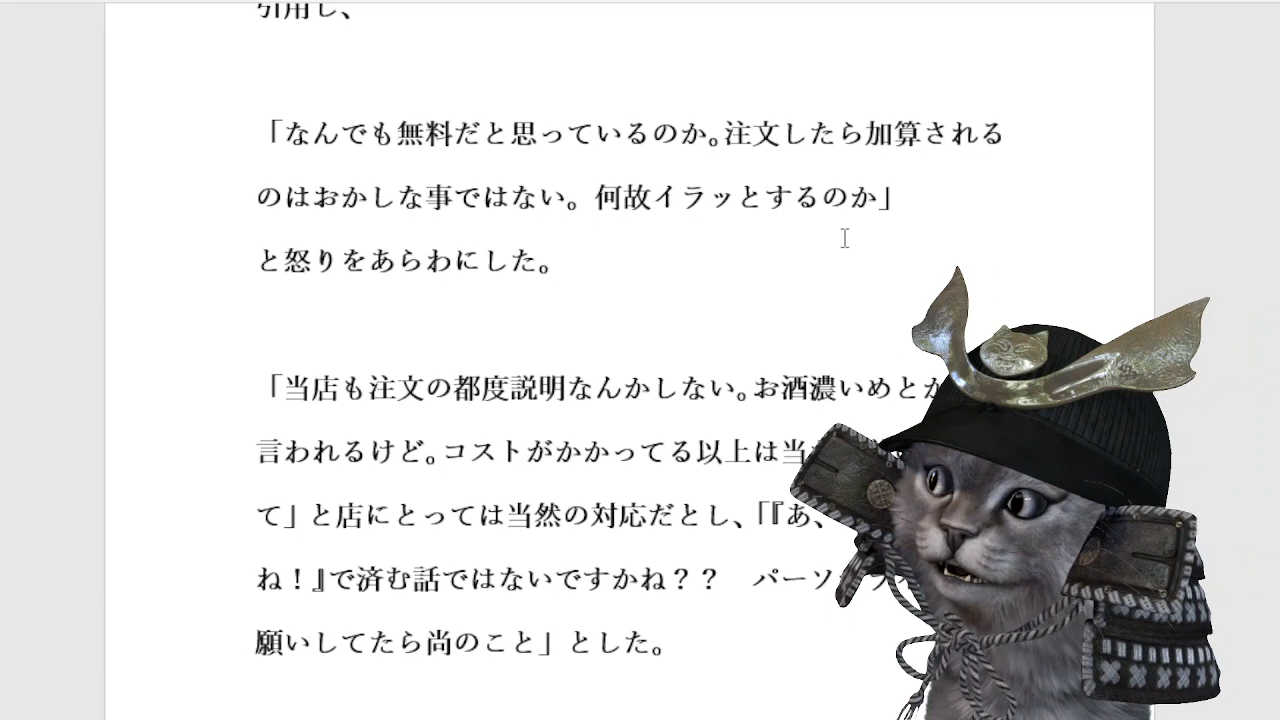 引用し、
「なんでも無料だと思っているのか。注文したら加算される
のはおかしな事ではない。何故イラッとするのか」
と怒りをあらわにした。
「当店も注文の都度説明なんかしない。お酒濃いめとか
言われるけど。コストがかかってる以上は当
て」と店にとっては当然の対応だとし、「『あ、
ね！』で済む話ではないですかね？？　パーソ
願いしてたら尚のこと」とした。